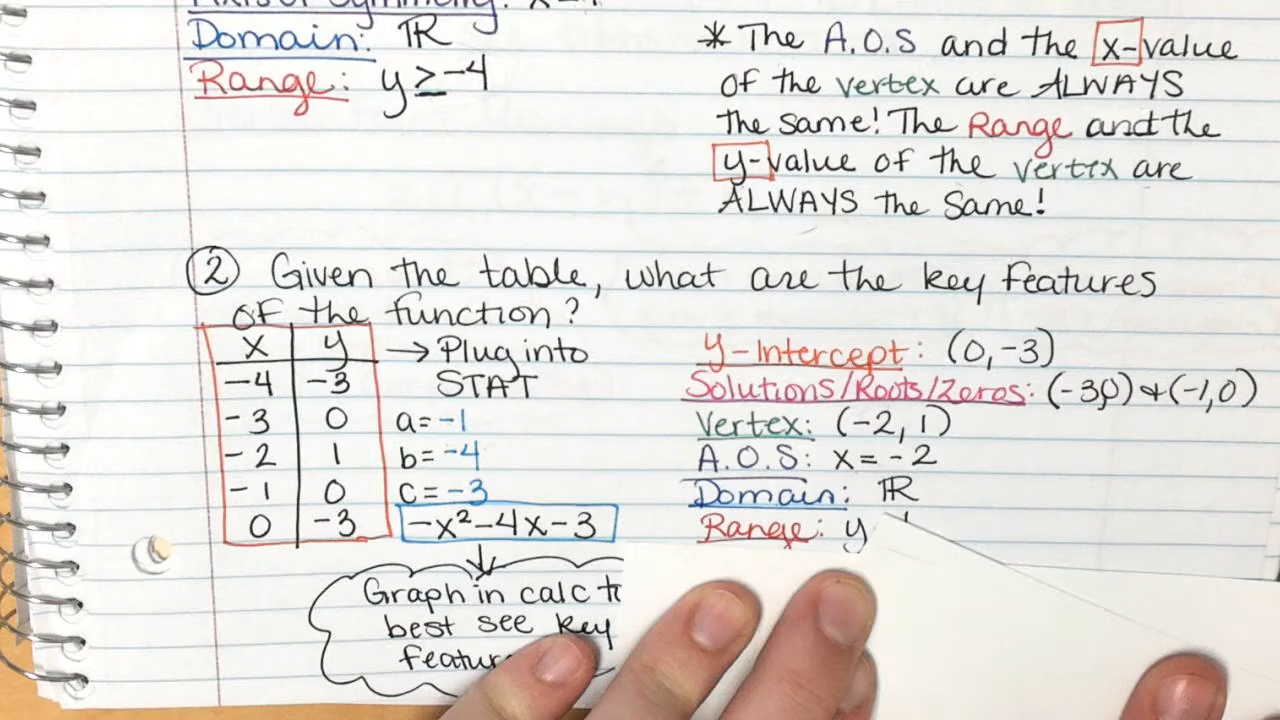 Domain: ℝ
Range: y ≥ -4
* The A.O.S and the x-value
of the vertex are ALWAYS
the same! The Range and the
y-value of the vertex are
ALWAYS the same!
② Given the table, what are the key features
of the function?
x y
-4 -3
-3 0
-2 1
-1 0
0 -3
→ Plug into
STAT
a = -1
b = -4
c = -3
-x² - 4x - 3
Graph in calc
best see key
y-Intercept: (0, -3)
Solutions/Roots/Zeros: (-3,0) & (-1,0)
Vertex: (-2, 1)
A.O.S: x = -2
Domain: ℝ
Range: y